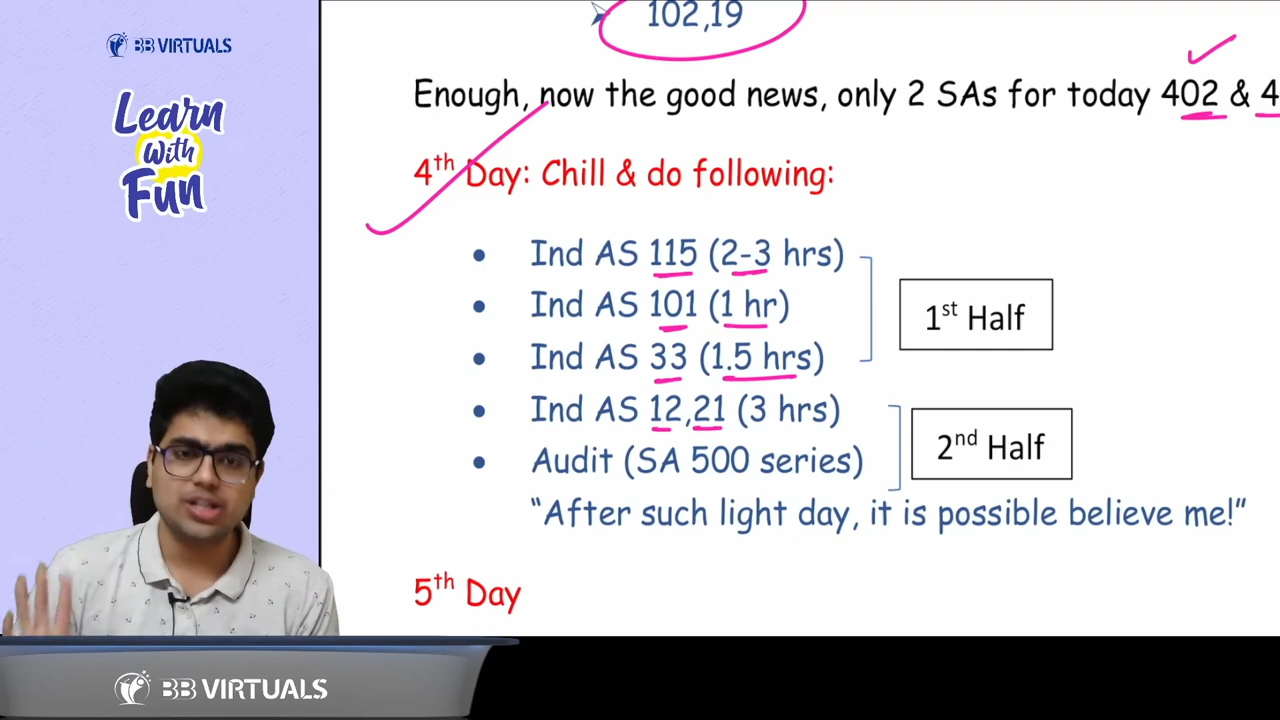 BB VIRTUALS
Learn
With
Fun
102,19
Enough, now the good news, only 2 SAs for today 402 & 4
4th Day: Chill & do following:
• Ind AS 115 (2-3 hrs)
• Ind AS 101 (1 hr)
• Ind AS 33 (1.5 hrs)
1st Half
• Ind AS 12,21 (3 hrs)
• Audit (SA 500 series)
2nd Half
“After such light day, it is possible believe me!”
5th Day
BB VIRTUALS